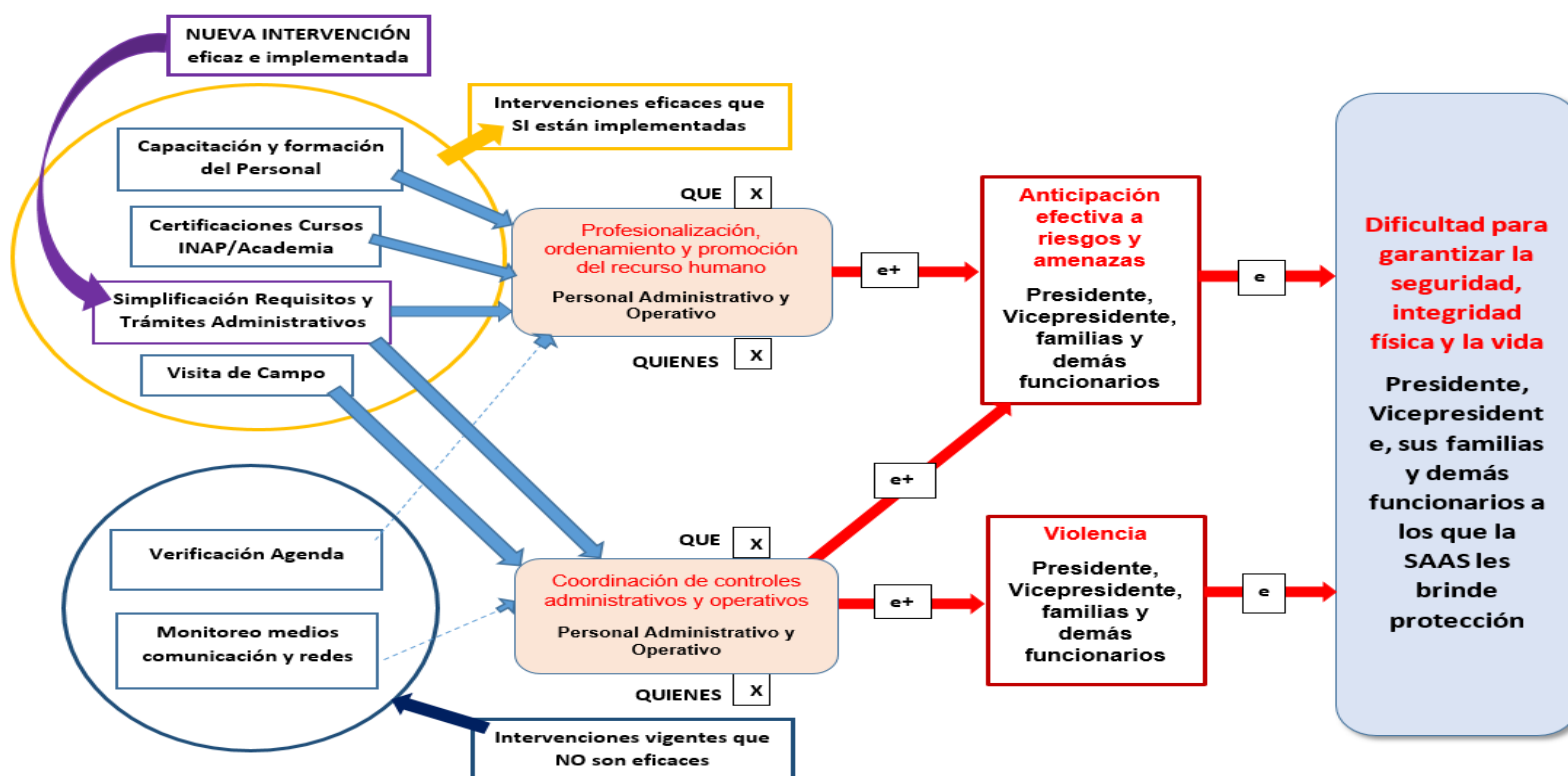 NUEVA INTERVENCIÓN
eficaz e implementada
Intervenciones eficaces que
SI están implementadas
Capacitación y formación
del Personal
Certificaciones Cursos
INAP/Academia
Simplificación Requisitos y
Trámites Administrativos
Visita de Campo
Verificación Agenda
Monitoreo medios
comunicación y redes
Intervenciones vigentes que
NO son eficaces
QUE X
Profesionalización,
ordenamiento y promoción
del recurso humano
Personal Administrativo y
Operativo
QUIENES X
QUE X
Coordinación de controles
administrativos y operativos
Personal Administrativo y
Operativo
QUIENES X
e+
e+
e+
Anticipación
efectiva a
riesgos y
amenazas
Presidente,
Vicepresidente,
familias y
demás
funcionarios
Violencia
Presidente,
Vicepresidente,
familias y
demás
funcionarios
e
e
Dificultad para
garantizar la
seguridad,
integridad
física y la vida
Presidente,
Vicepresident
e, sus familias
y demás
funcionarios a
los que la
SAAS les
brinde
protección